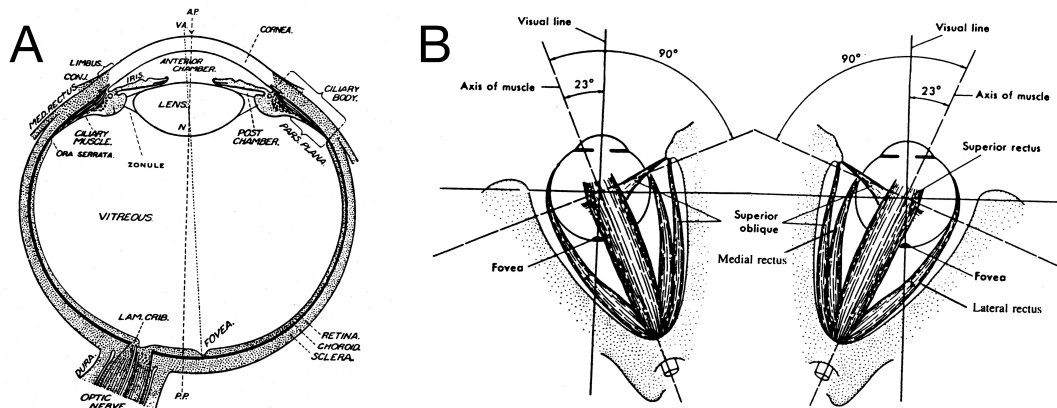 A
A.P.
V.A.
CORNEA.
LIMBUS.
CONJ.
MED.RECTUS
IRIS.
ANTERIOR
CHAMBER.
CILIARY
BODY.
LENS.
N
CILIARY
MUSCLE.
ORA SERRATA.
ZONULE
POST
CHAMBER.
PARS PLANA
VITREOUS
LAM.CRIB.
FOVEA.
RETINA.
CHOROID.
SCLERA.
DURA.
OPTIC
NERVE
P.P.
B
Visual line
Visual line
90°
90°
Axis of muscle
23°
23°
Axis of muscle
Superior rectus
Superior
oblique
Medial rectus
Fovea
Fovea
Lateral rectus